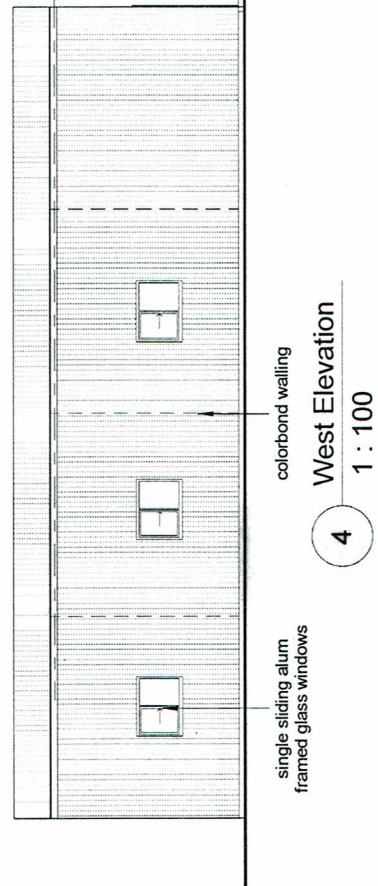 single sliding alum
framed glass windows
colorbond walling
4
West Elevation
1 : 100